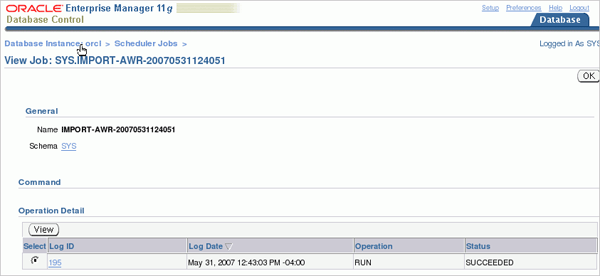 ORACLE Enterprise Manager 11g
Database Control
Setup Preferences Help Logout
Database
Database Instance: orcl > Scheduler Jobs >
Logged in As SYS
View Job: SYS.IMPORT-AWR-20070531124051
OK
General
Name IMPORT-AWR-20070531124051
Schema SYS
Command
Operation Detail
View
Select Log ID Log Date Operation Status
195 May 31, 2007 12:43:03 PM -04:00 RUN SUCCEEDED